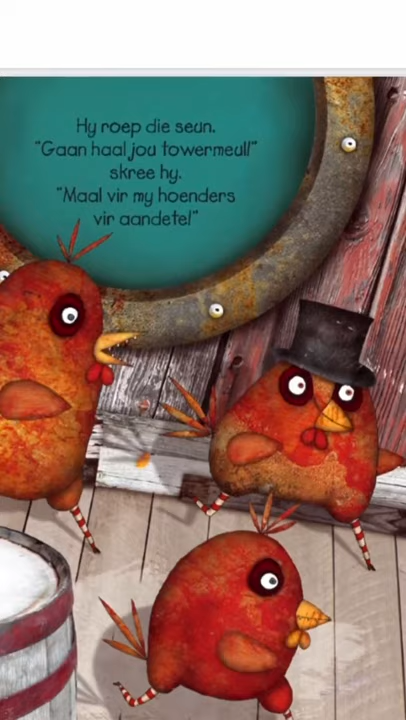 Hy roep die seun.
"Gaan haal jou towermeul!"
skree hy.
"Maal vir my hoenders
vir aandete!"